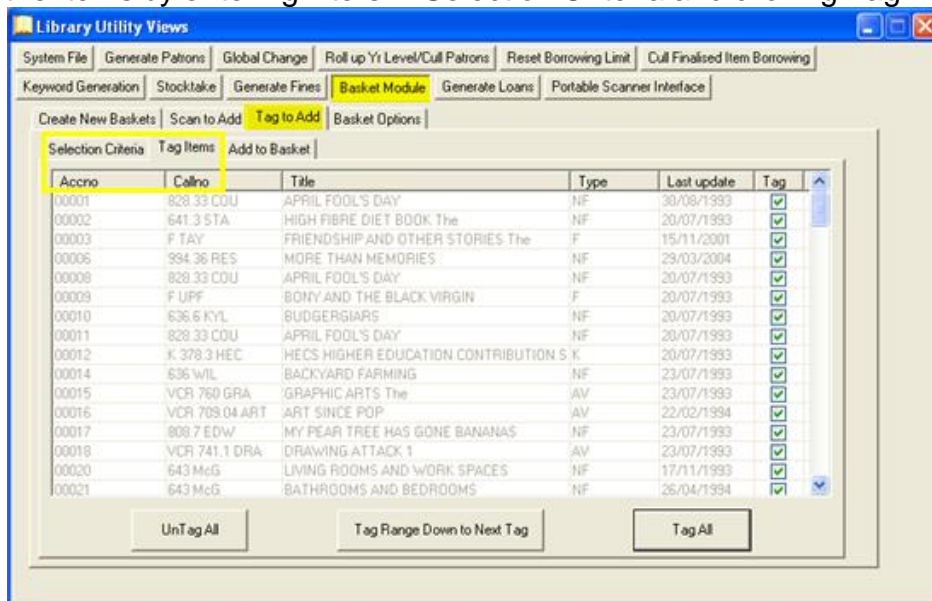 Library Utility Views
System File Generate Patrons Global Change Roll up Yr Level/Cull Patrons Reset Borrowing Limit Cull Finalised Item Borrowing
Keyword Generation Stocktake Generate Fines Basket Module Generate Loans Portable Scanner Interface
Create New Baskets Scan to Add Tag to Add Basket Options
Selection Criteria Tag Items Add to Basket
Accno Callno Title Type Last update Tag
00001 828.33 COU APRIL FOOL'S DAY NF 30/08/1993
00002 641.3 STA HIGH FIBRE DIET BOOK The NF 20/07/1993
00003 F TAY FRIENDSHIP AND OTHER STORIES The F 15/11/2001
00006 994.36 RES MORE THAN MEMORIES NF 29/03/2004
00008 828.33 COU APRIL FOOL'S DAY NF 20/07/1993
00009 F UPF BONY AND THE BLACK VIRGIN F 20/07/1993
00010 636.6 KYL BUDGERGIARS NF 20/07/1993
00011 828.33 COU APRIL FOOL'S DAY NF 20/07/1993
00012 K 378.3 HEC HECS HIGHER EDUCATION CONTRIBUTION S K 20/07/1993
00014 636 WIL BACKYARD FARMING NF 23/07/1993
00015 VCR 760 GRA GRAPHIC ARTS The AV 23/07/1993
00016 VCR 709.04 ART ART SINCE POP AV 22/02/1994
00017 808.7 EDW MY PEAR TREE HAS GONE BANANAS NF 23/07/1993
00018 VCR 741.1 DRA DRAWING ATTACK 1 AV 23/07/1993
00020 643 McG LIVING ROOMS AND WORK SPACES NF 17/11/1993
00021 643 McG BATHROOMS AND BEDROOMS NF 26/04/1994
UnTag All Tag Range Down to Next Tag Tag All